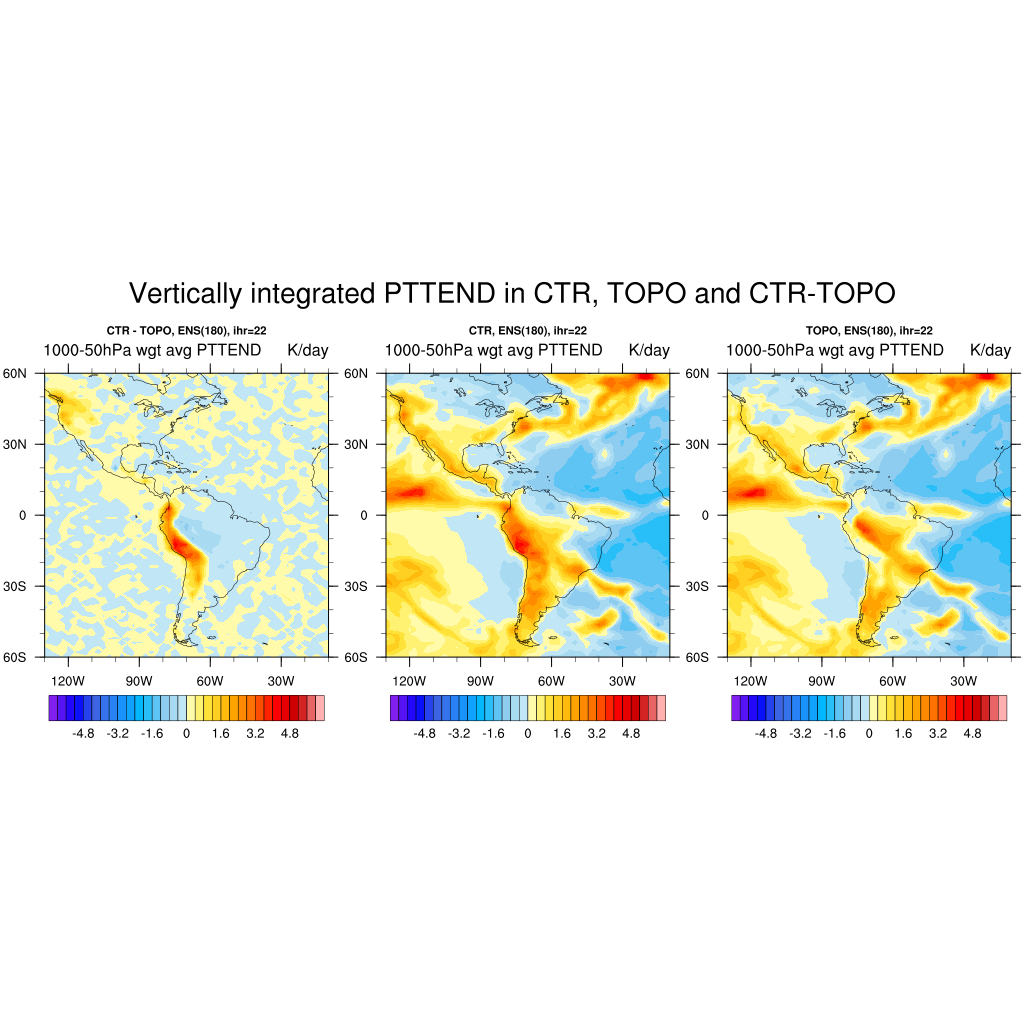 Vertically integrated PTTEND in CTR, TOPO and CTR-TOPO
CTR - TOPO, ENS(180), ihr=22
1000-50hPa wgt avg PTTEND K/day
60N
30N
0
30S
60S
120W 90W 60W 30W
-4.8 -3.2 -1.6 0 1.6 3.2 4.8
CTR, ENS(180), ihr=22
1000-50hPa wgt avg PTTEND K/day
60N
30N
0
30S
60S
120W 90W 60W 30W
-4.8 -3.2 -1.6 0 1.6 3.2 4.8
TOPO, ENS(180), ihr=22
1000-50hPa wgt avg PTTEND K/day
60N
30N
0
30S
60S
120W 90W 60W 30W
-4.8 -3.2 -1.6 0 1.6 3.2 4.8